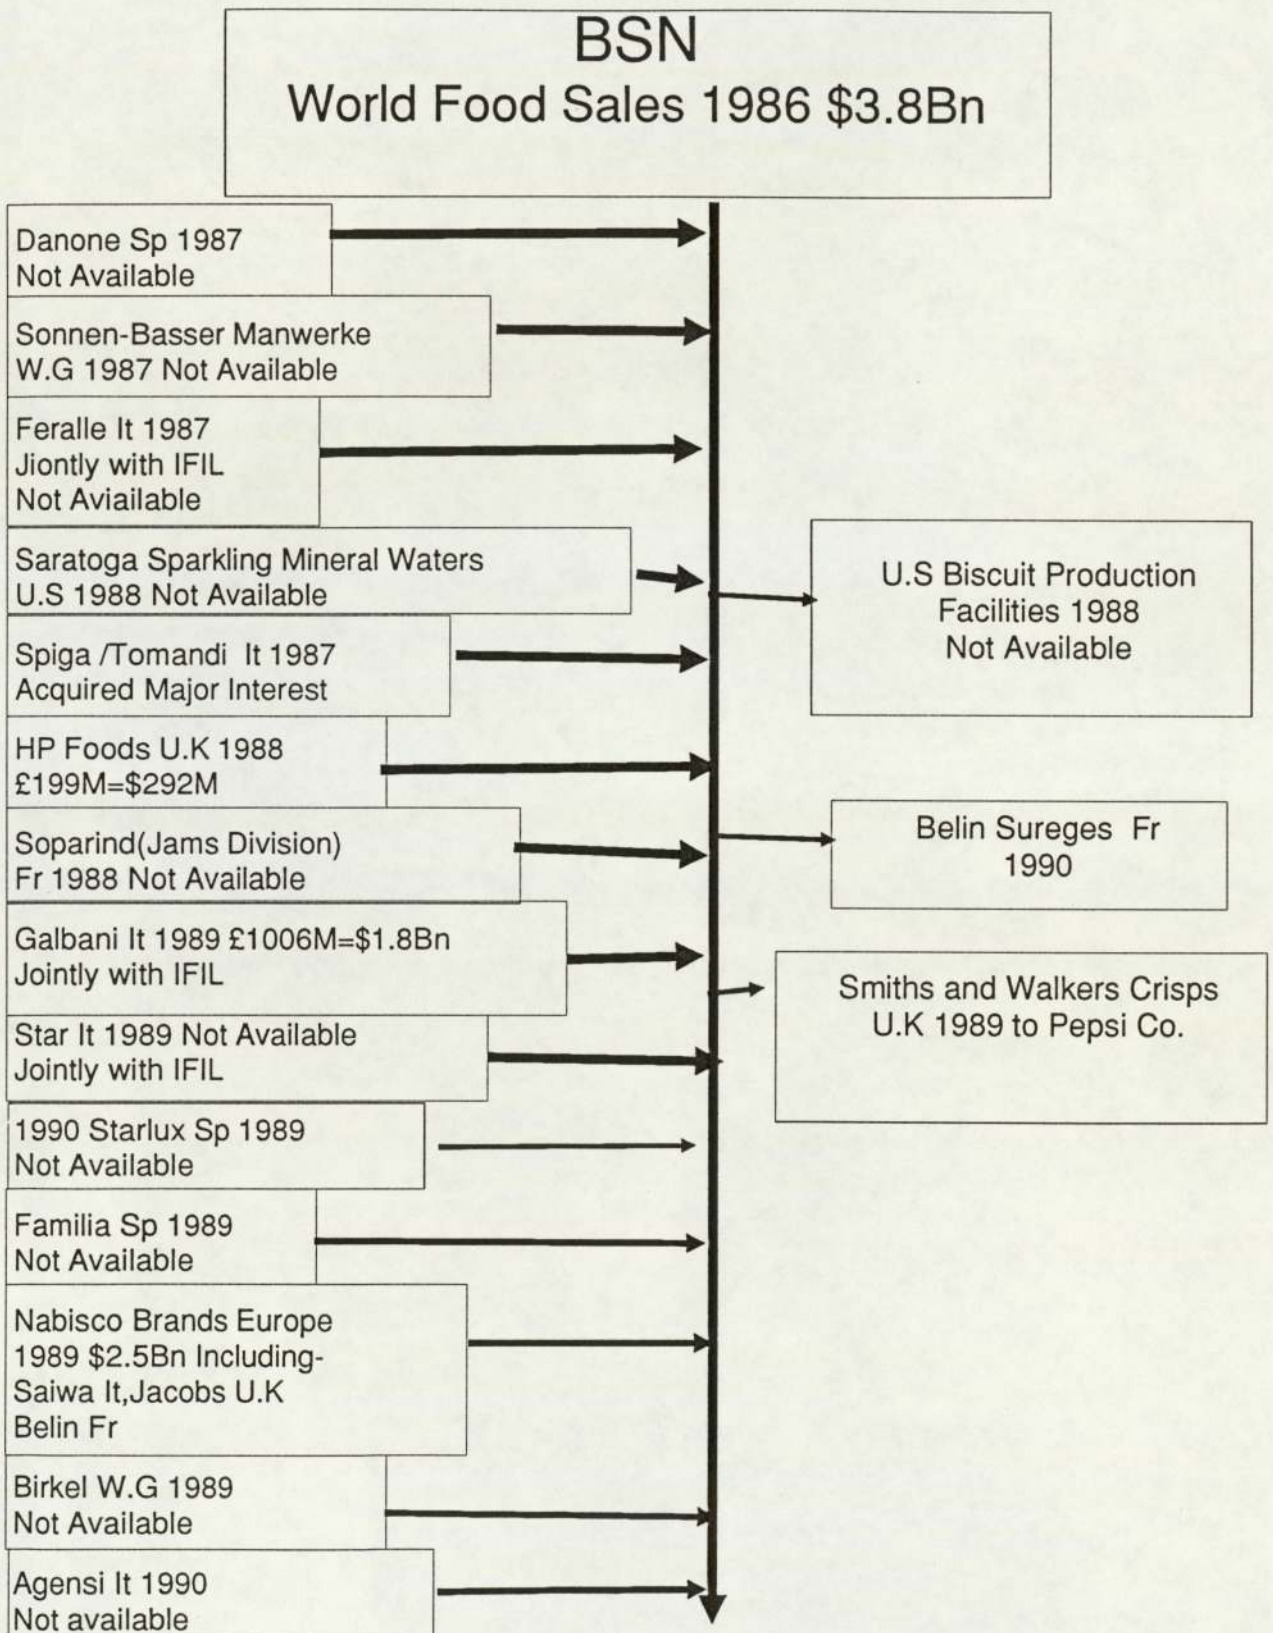 BSN
World Food Sales 1986 $3.8Bn
Danone Sp 1987
Not Available
Sonnen-Basser Manwerke
W.G 1987 Not Available
Feralle It 1987
Jiontly with IFIL
Not Aviailable
Saratoga Sparkling Mineral Waters
U.S 1988 Not Available
U.S Biscuit Production
Facilities 1988
Not Available
Spiga /Tomandi It 1987
Acquired Major Interest
HP Foods U.K 1988
£199M=$292M
Soparind(Jams Division)
Fr 1988 Not Available
Belin Sureges Fr
1990
Galbani It 1989 £1006M=$1.8Bn
Jointly with IFIL
Smiths and Walkers Crisps
U.K 1989 to Pepsi Co.
Star It 1989 Not Available
Jointly with IFIL
1990 Starlux Sp 1989
Not Available
Familia Sp 1989
Not Available
Nabisco Brands Europe
1989 $2.5Bn Including-
Saiwa It,Jacobs U.K
Belin Fr
Birkel W.G 1989
Not Available
Agensi It 1990
Not available